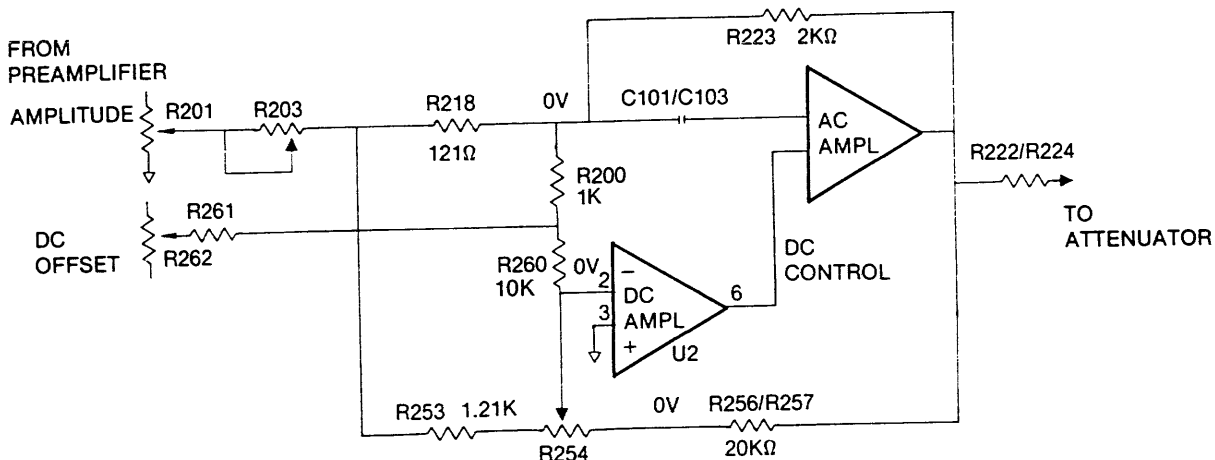 R223 2KΩ
FROM
PREAMPLIFIER
AMPLITUDE
R201
R203
R218
121Ω
0V
C101/C103
AC
AMPL
R222/R224
TO
ATTENUATOR
R200
1K
R261
R262
DC
OFFSET
R260
10K
0V
2
3
−
DC
AMPL
+
U2
6
DC
CONTROL
R253 1.21K
R254
0V
R256/R257
20KΩ